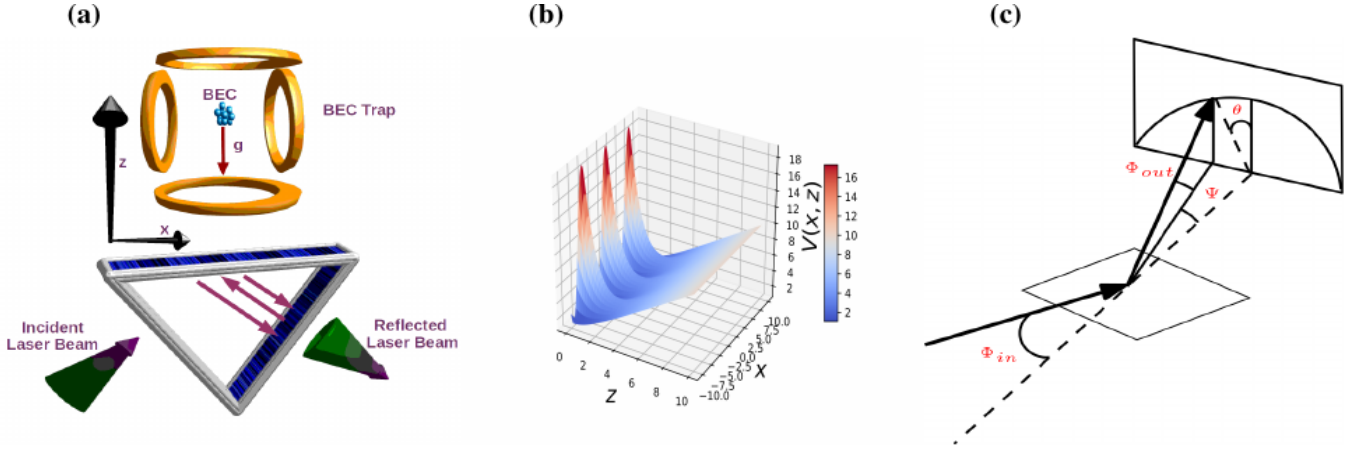 (a)
BEC
BEC Trap
g
z
x
Incident
Laser Beam
Reflected
Laser Beam
(b)
18
16
14
12
10
8
6
4
2
V(x, z)
16
14
12
10
8
6
4
2
0
2
4
6
8
10
z
10.0
7.5
5.0
2.5
0.0
−2.5
−5.0
−7.5
−10.0
x
(c)
θ
Φout
Ψ
Φin